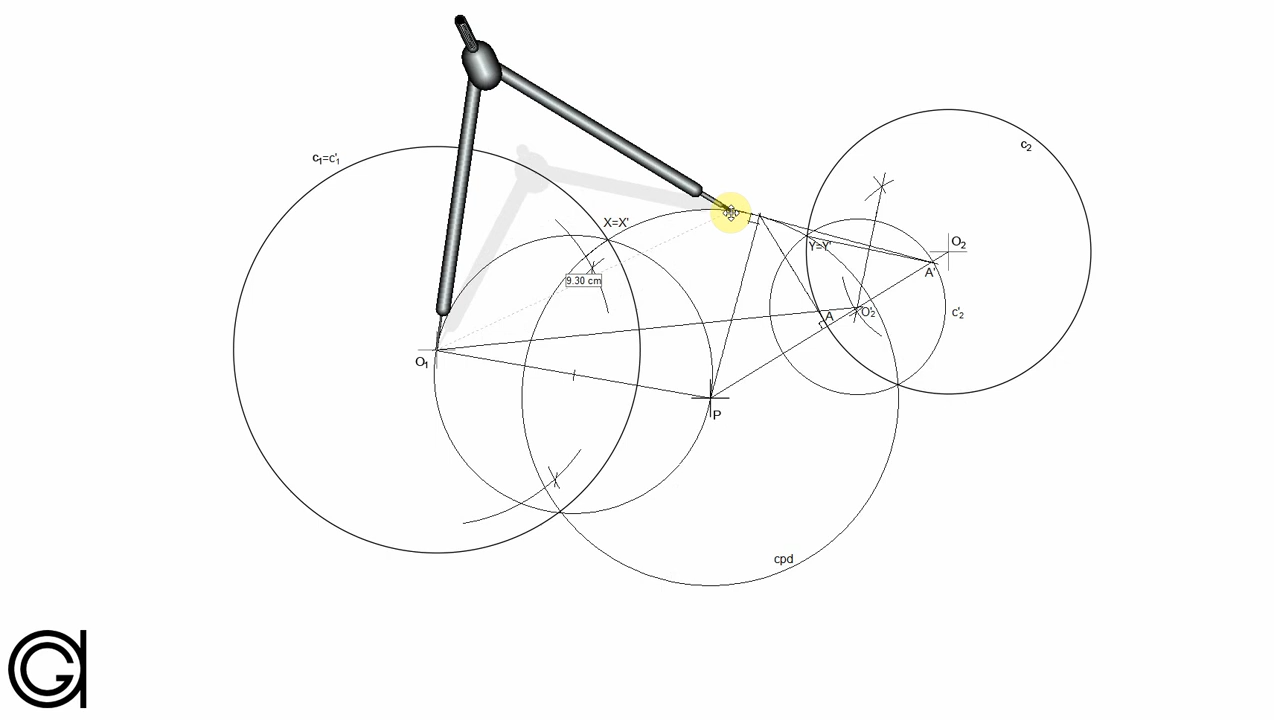 c₁=c'₁
c₂
X=X'
O₂
Y=Y'
A'
9.30 cm
A
O'₂
c'₂
O₁
P
cpd